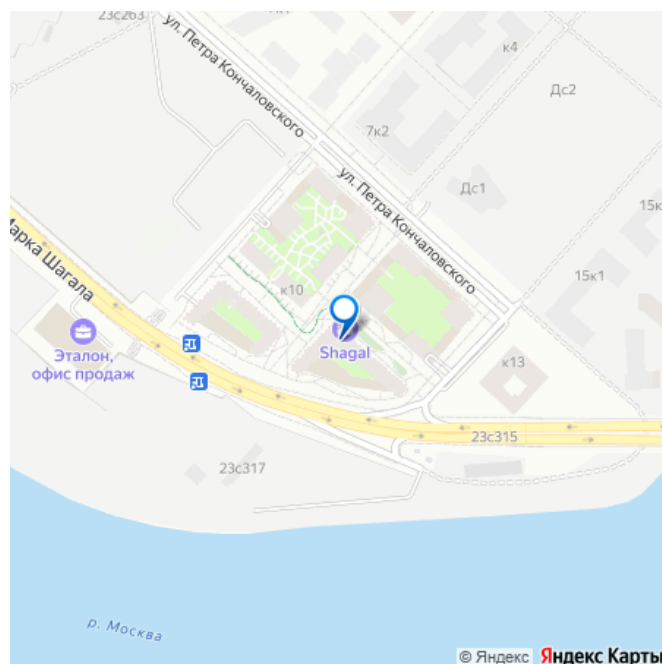 23с263
ул. Петра Кончаловского
к4
Дс2
7к2
ул. Петра Кончаловского
Дс1
15к
15к1
Марка Шагала
к10
Shagal
Эталон,
офис продаж
к13
23с315
23с317
р. Москва
© Яндекс Яндекс Карты